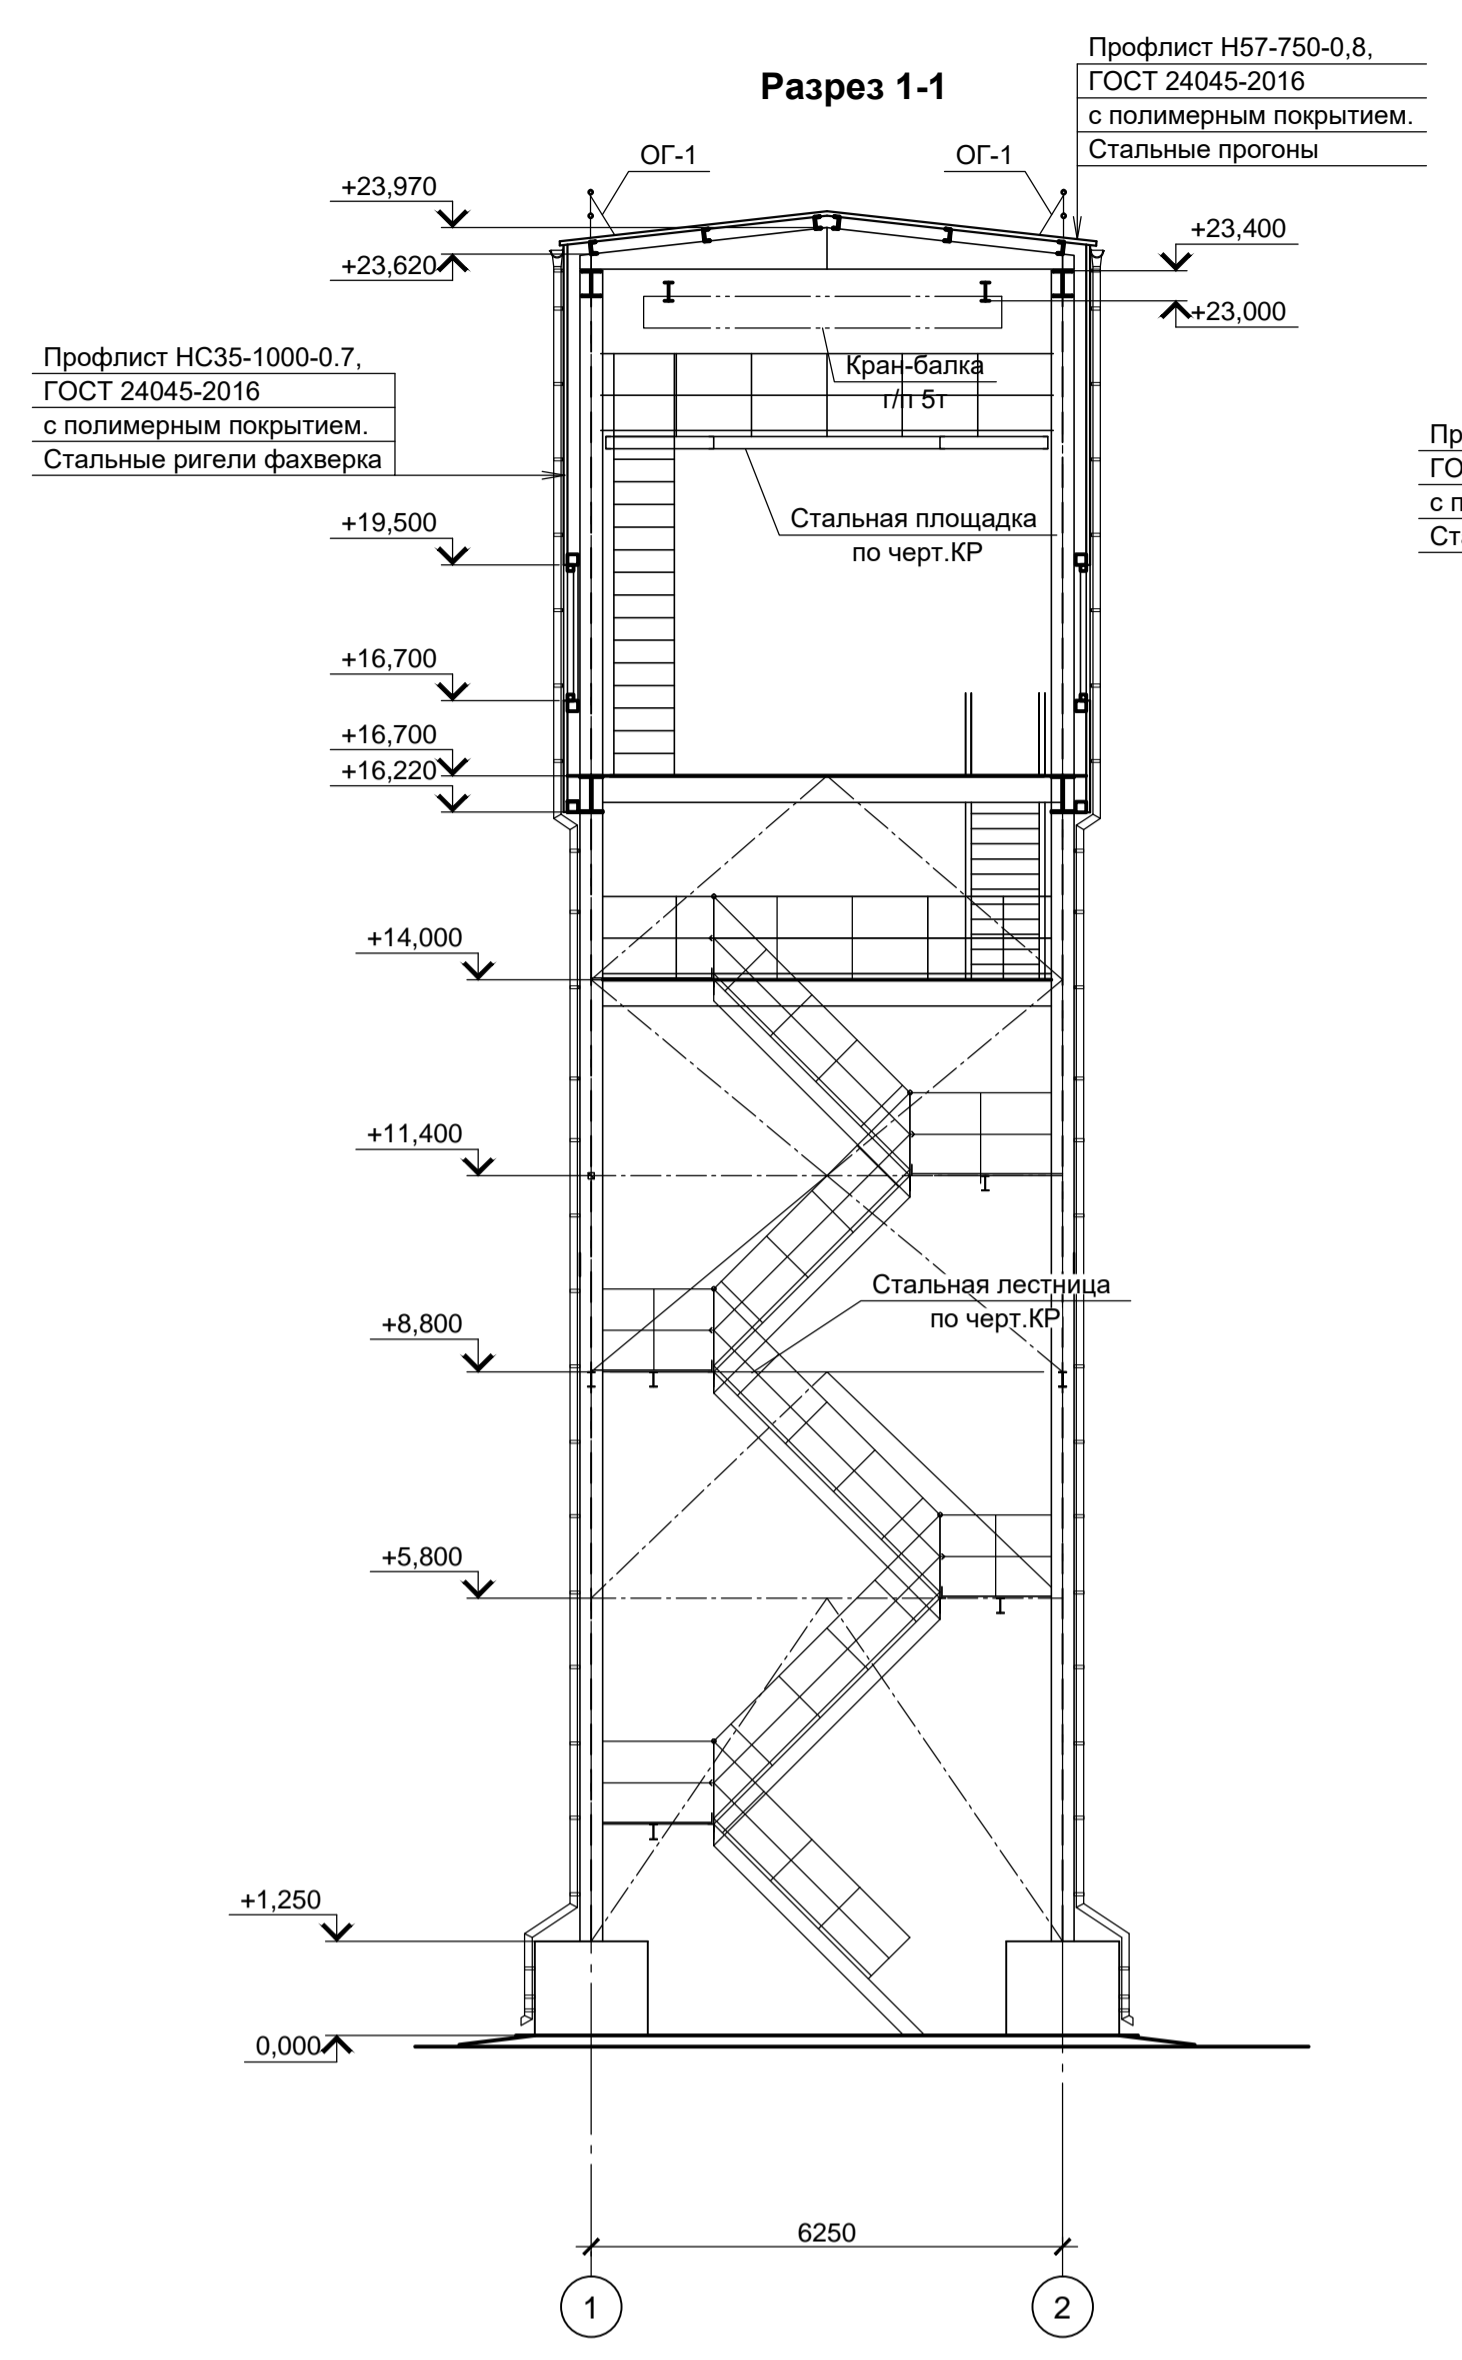 Разрез 1-1
Профлист Н57-750-0,8,
ГОСТ 24045-2016
с полимерным покрытием.
Стальные прогоны
ОГ-1
ОГ-1
+23,970
+23,620
+23,400
+23,000
Профлист НС35-1000-0.7,
ГОСТ 24045-2016
с полимерным покрытием.
Стальные ригели фахверка
Кран-балка
г/п 5т
Стальная площадка
по черт.КР
+19,500
+16,700
+16,700
+16,220
+14,000
+11,400
Стальная лестница
по черт.КР
+8,800
+5,800
+1,250
0,000
6250
1
2